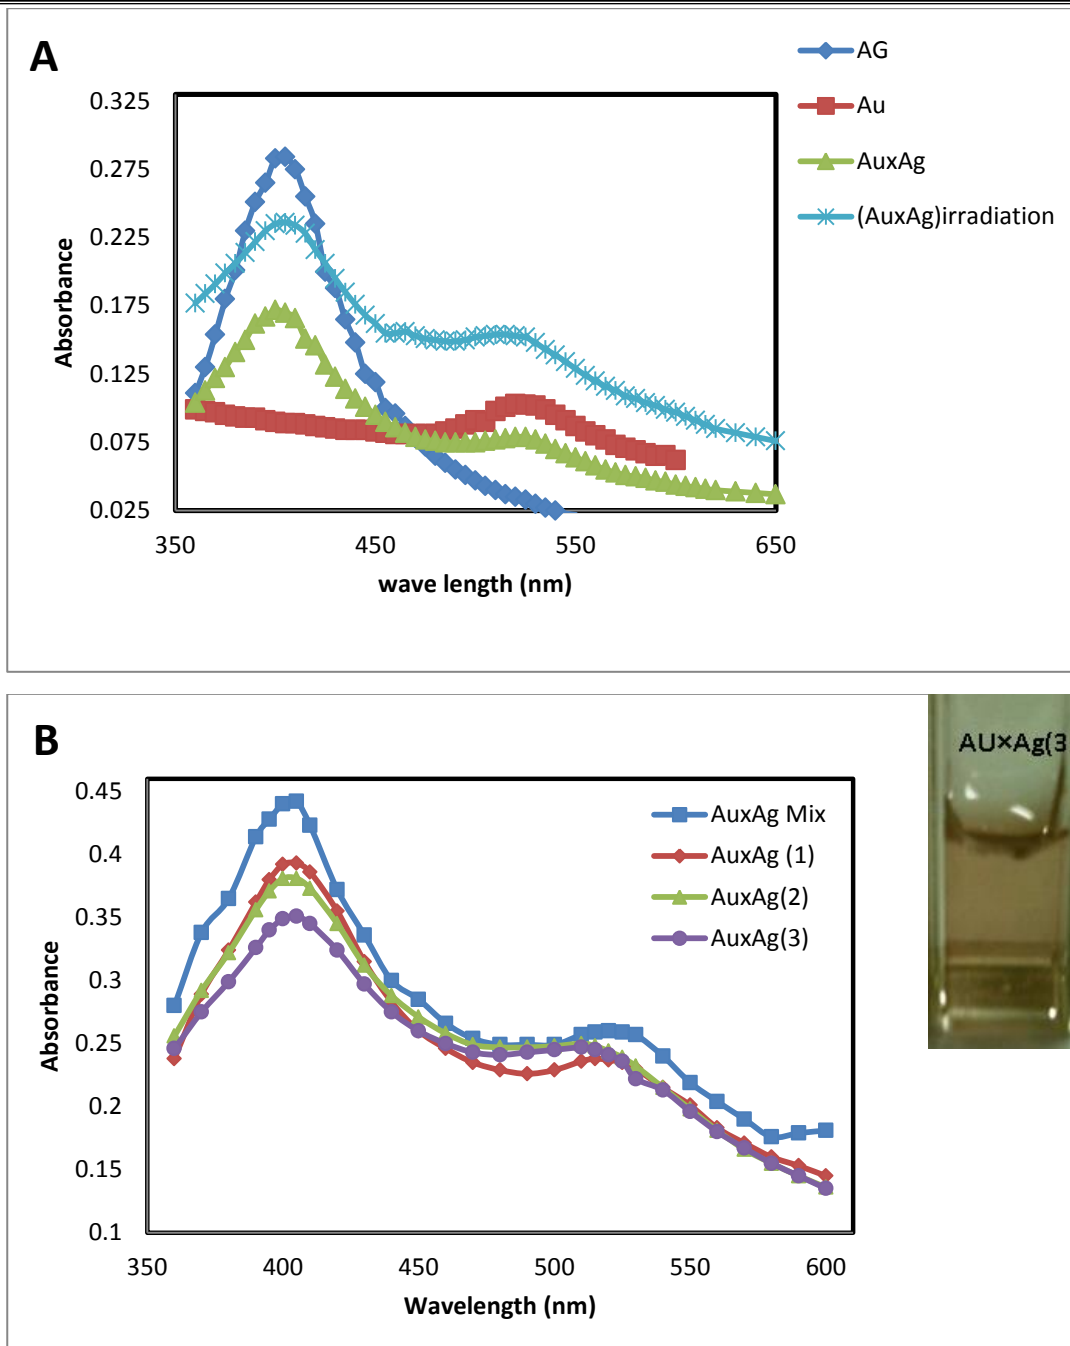 A
AG
Au
AuxAg
(AuxAg)irradiation
0.325
0.275
0.225
0.175
0.125
0.075
0.025
Absorbance
350 450 550 650
wave length (nm)
B
AuxAg Mix
AuxAg (1)
AuxAg(2)
AuxAg(3)
0.45
0.4
0.35
0.3
0.25
0.2
0.15
0.1
Absorbance
350 400 450 500 550 600
Wavelength (nm)
AU×Ag(3